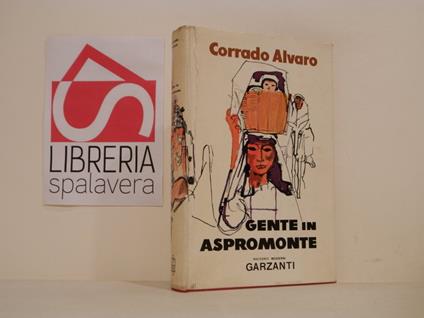 LIBRERIA
spalavera
Corrado Alvaro
GENTE IN
ASPROMONTE
GARZANTI